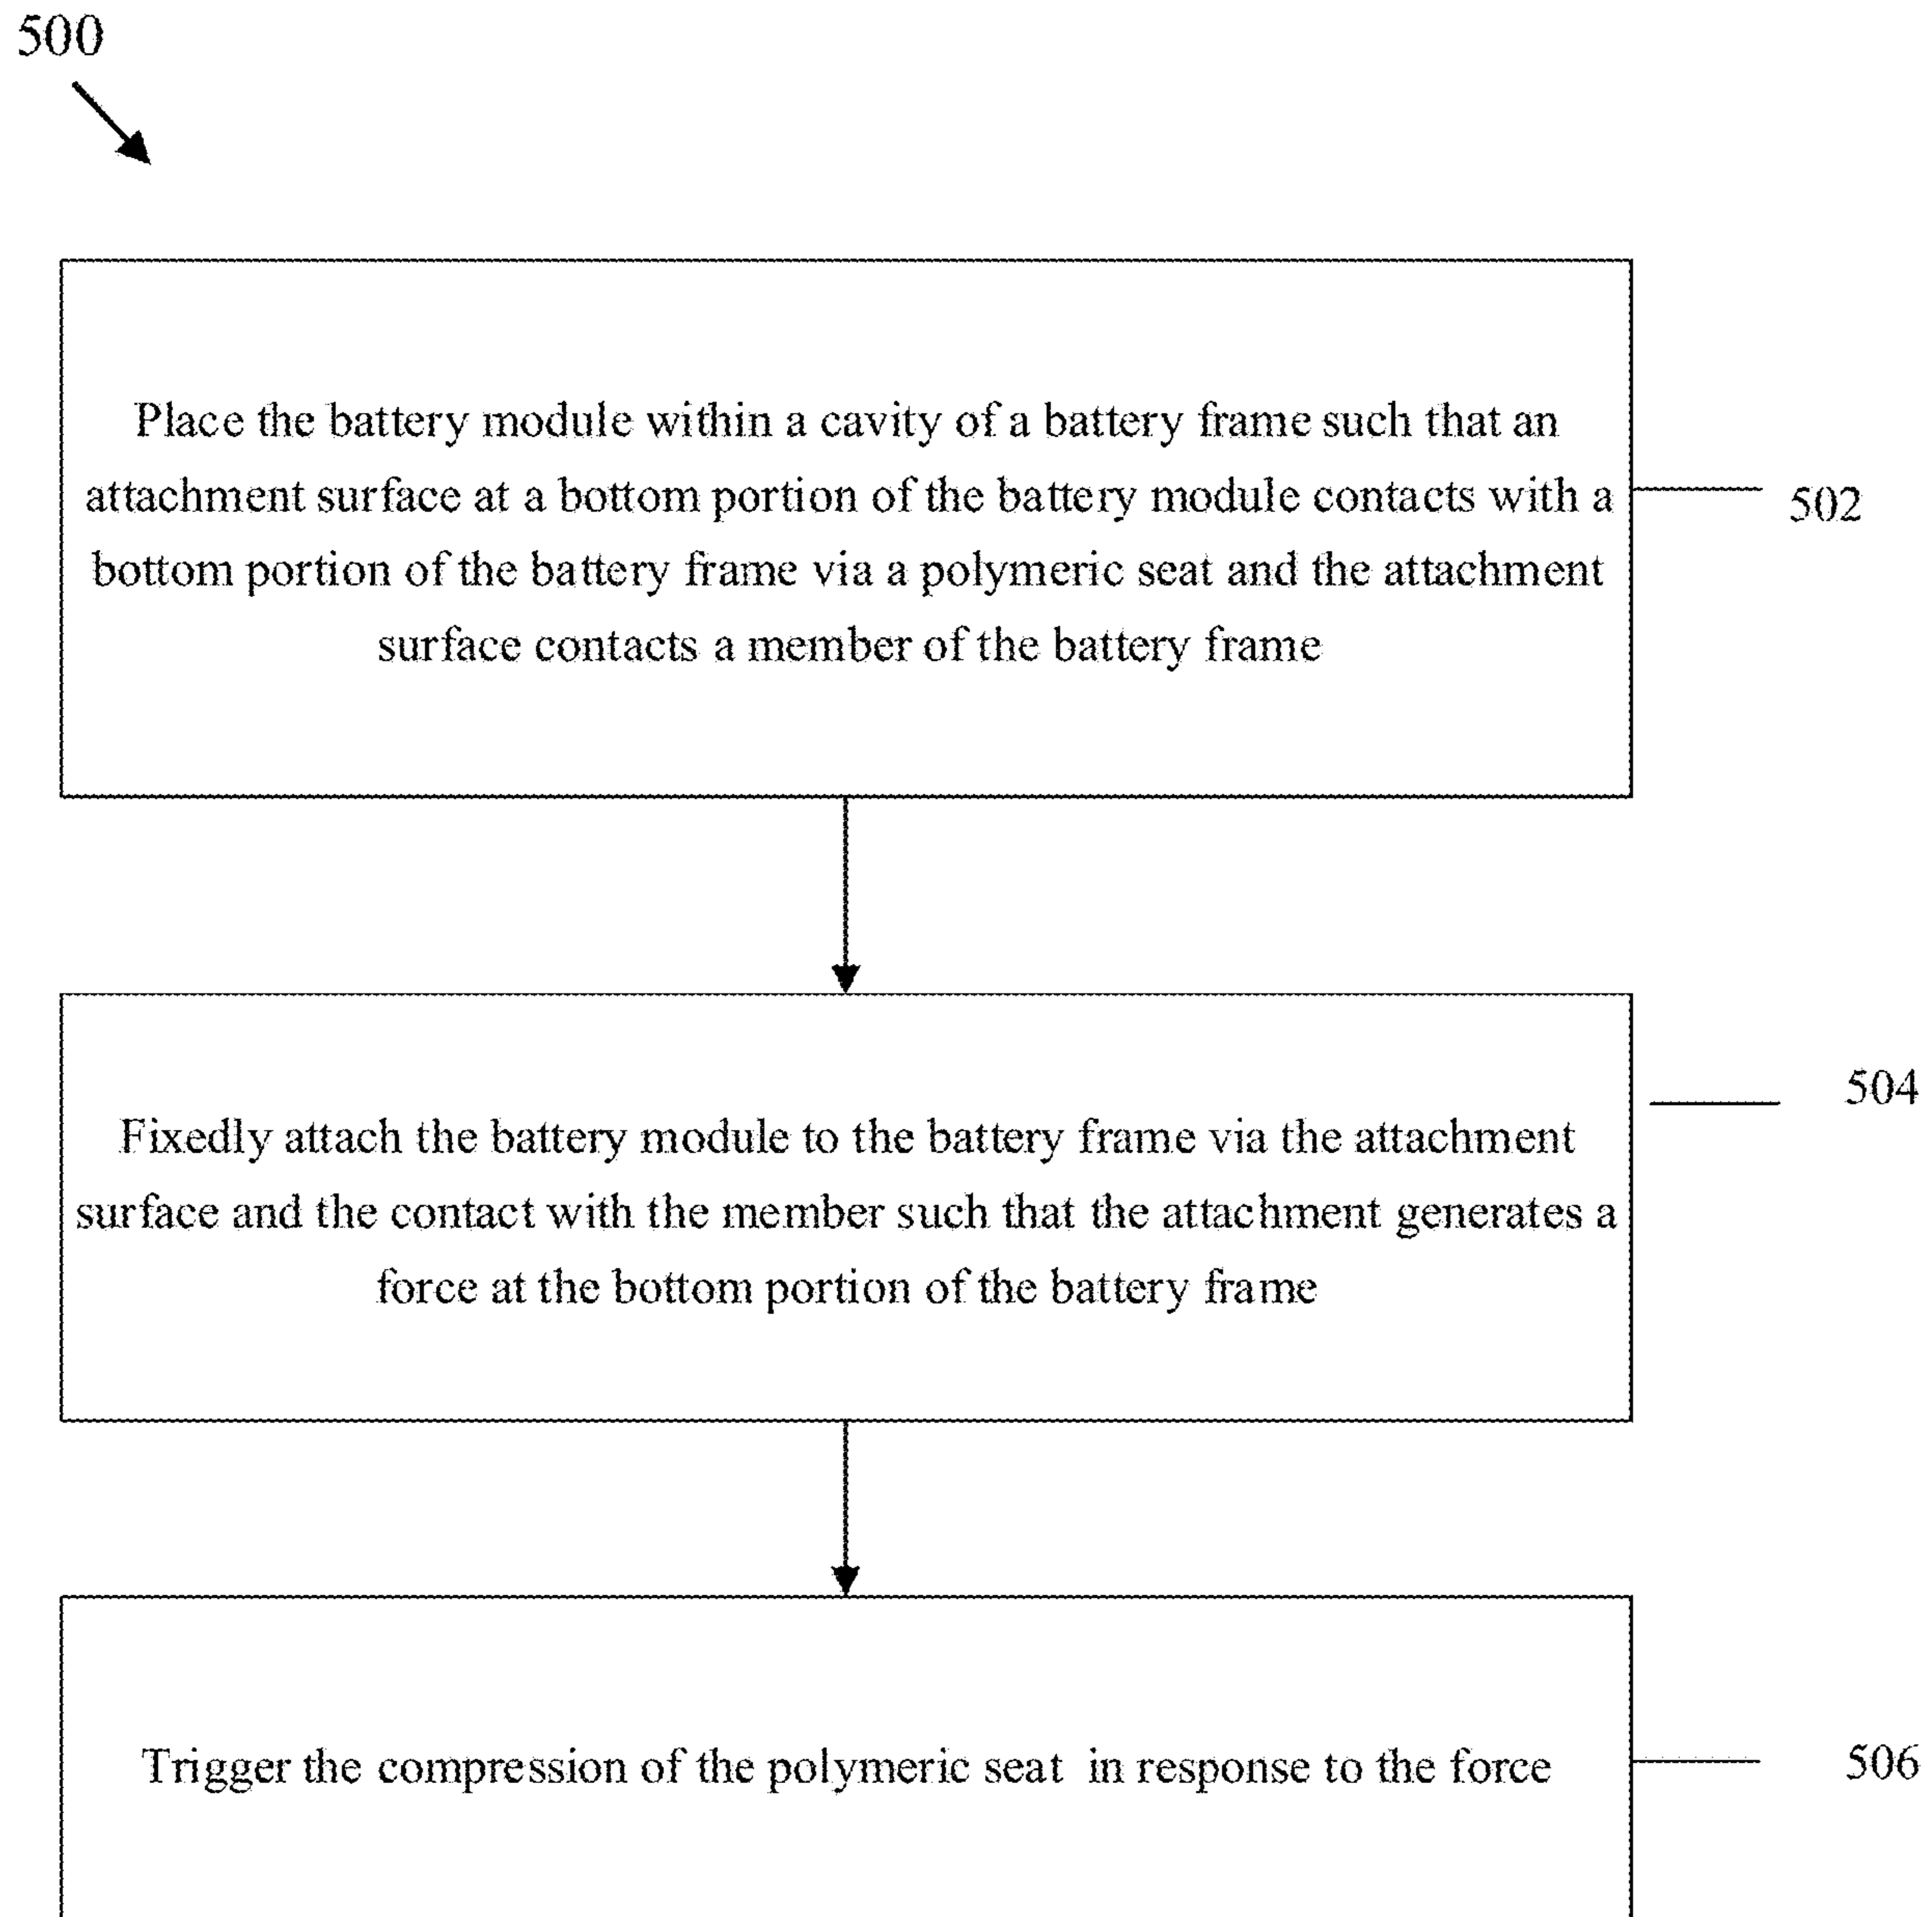 500
Place the battery module within a cavity of a battery frame such that an
attachment surface at a bottom portion of the battery module contacts with a
bottom portion of the battery frame via a polymeric seat and the attachment
surface contacts a member of the battery frame
502
Fixedly attach the battery module to the battery frame via the attachment
surface and the contact with the member such that the attachment generates a
force at the bottom portion of the battery frame
504
Trigger the compression of the polymeric seat in response to the force
506